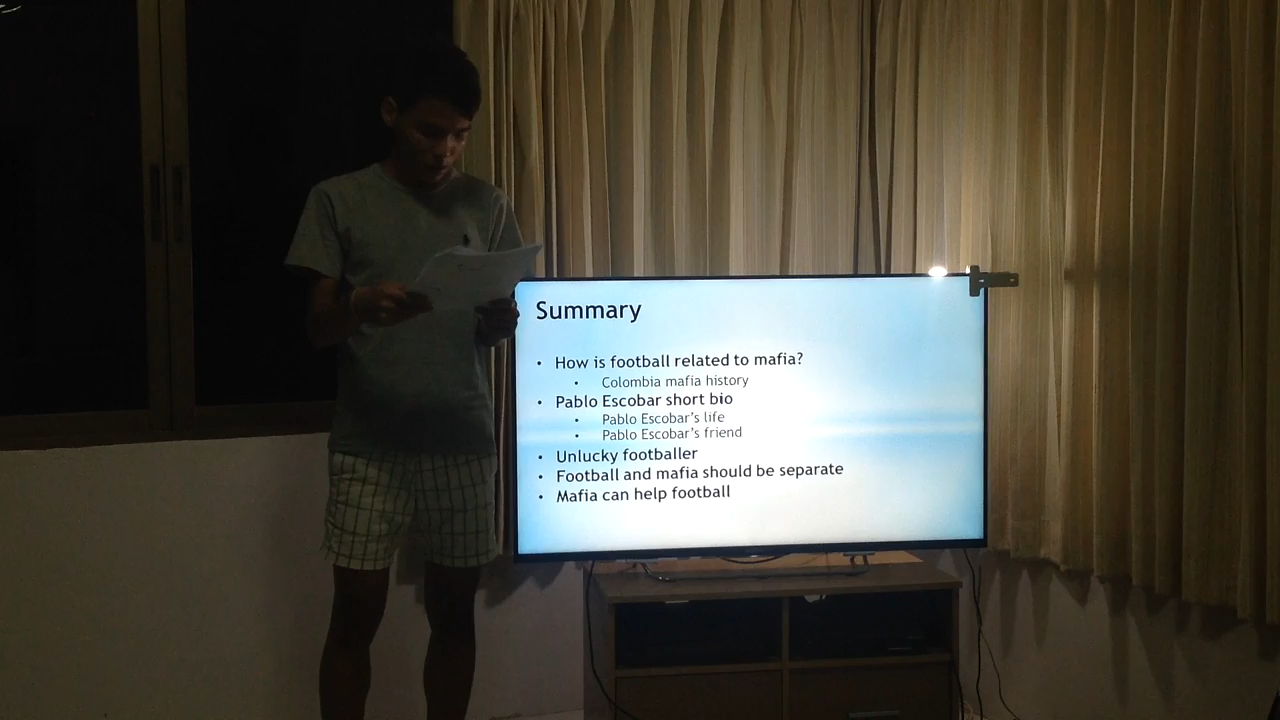 Summary
• How is football related to mafia?
• Colombia mafia history
• Pablo Escobar short bio
• Pablo Escobar's life
• Pablo Escobar's friend
• Unlucky footballer
• Football and mafia should be separate
• Mafia can help football